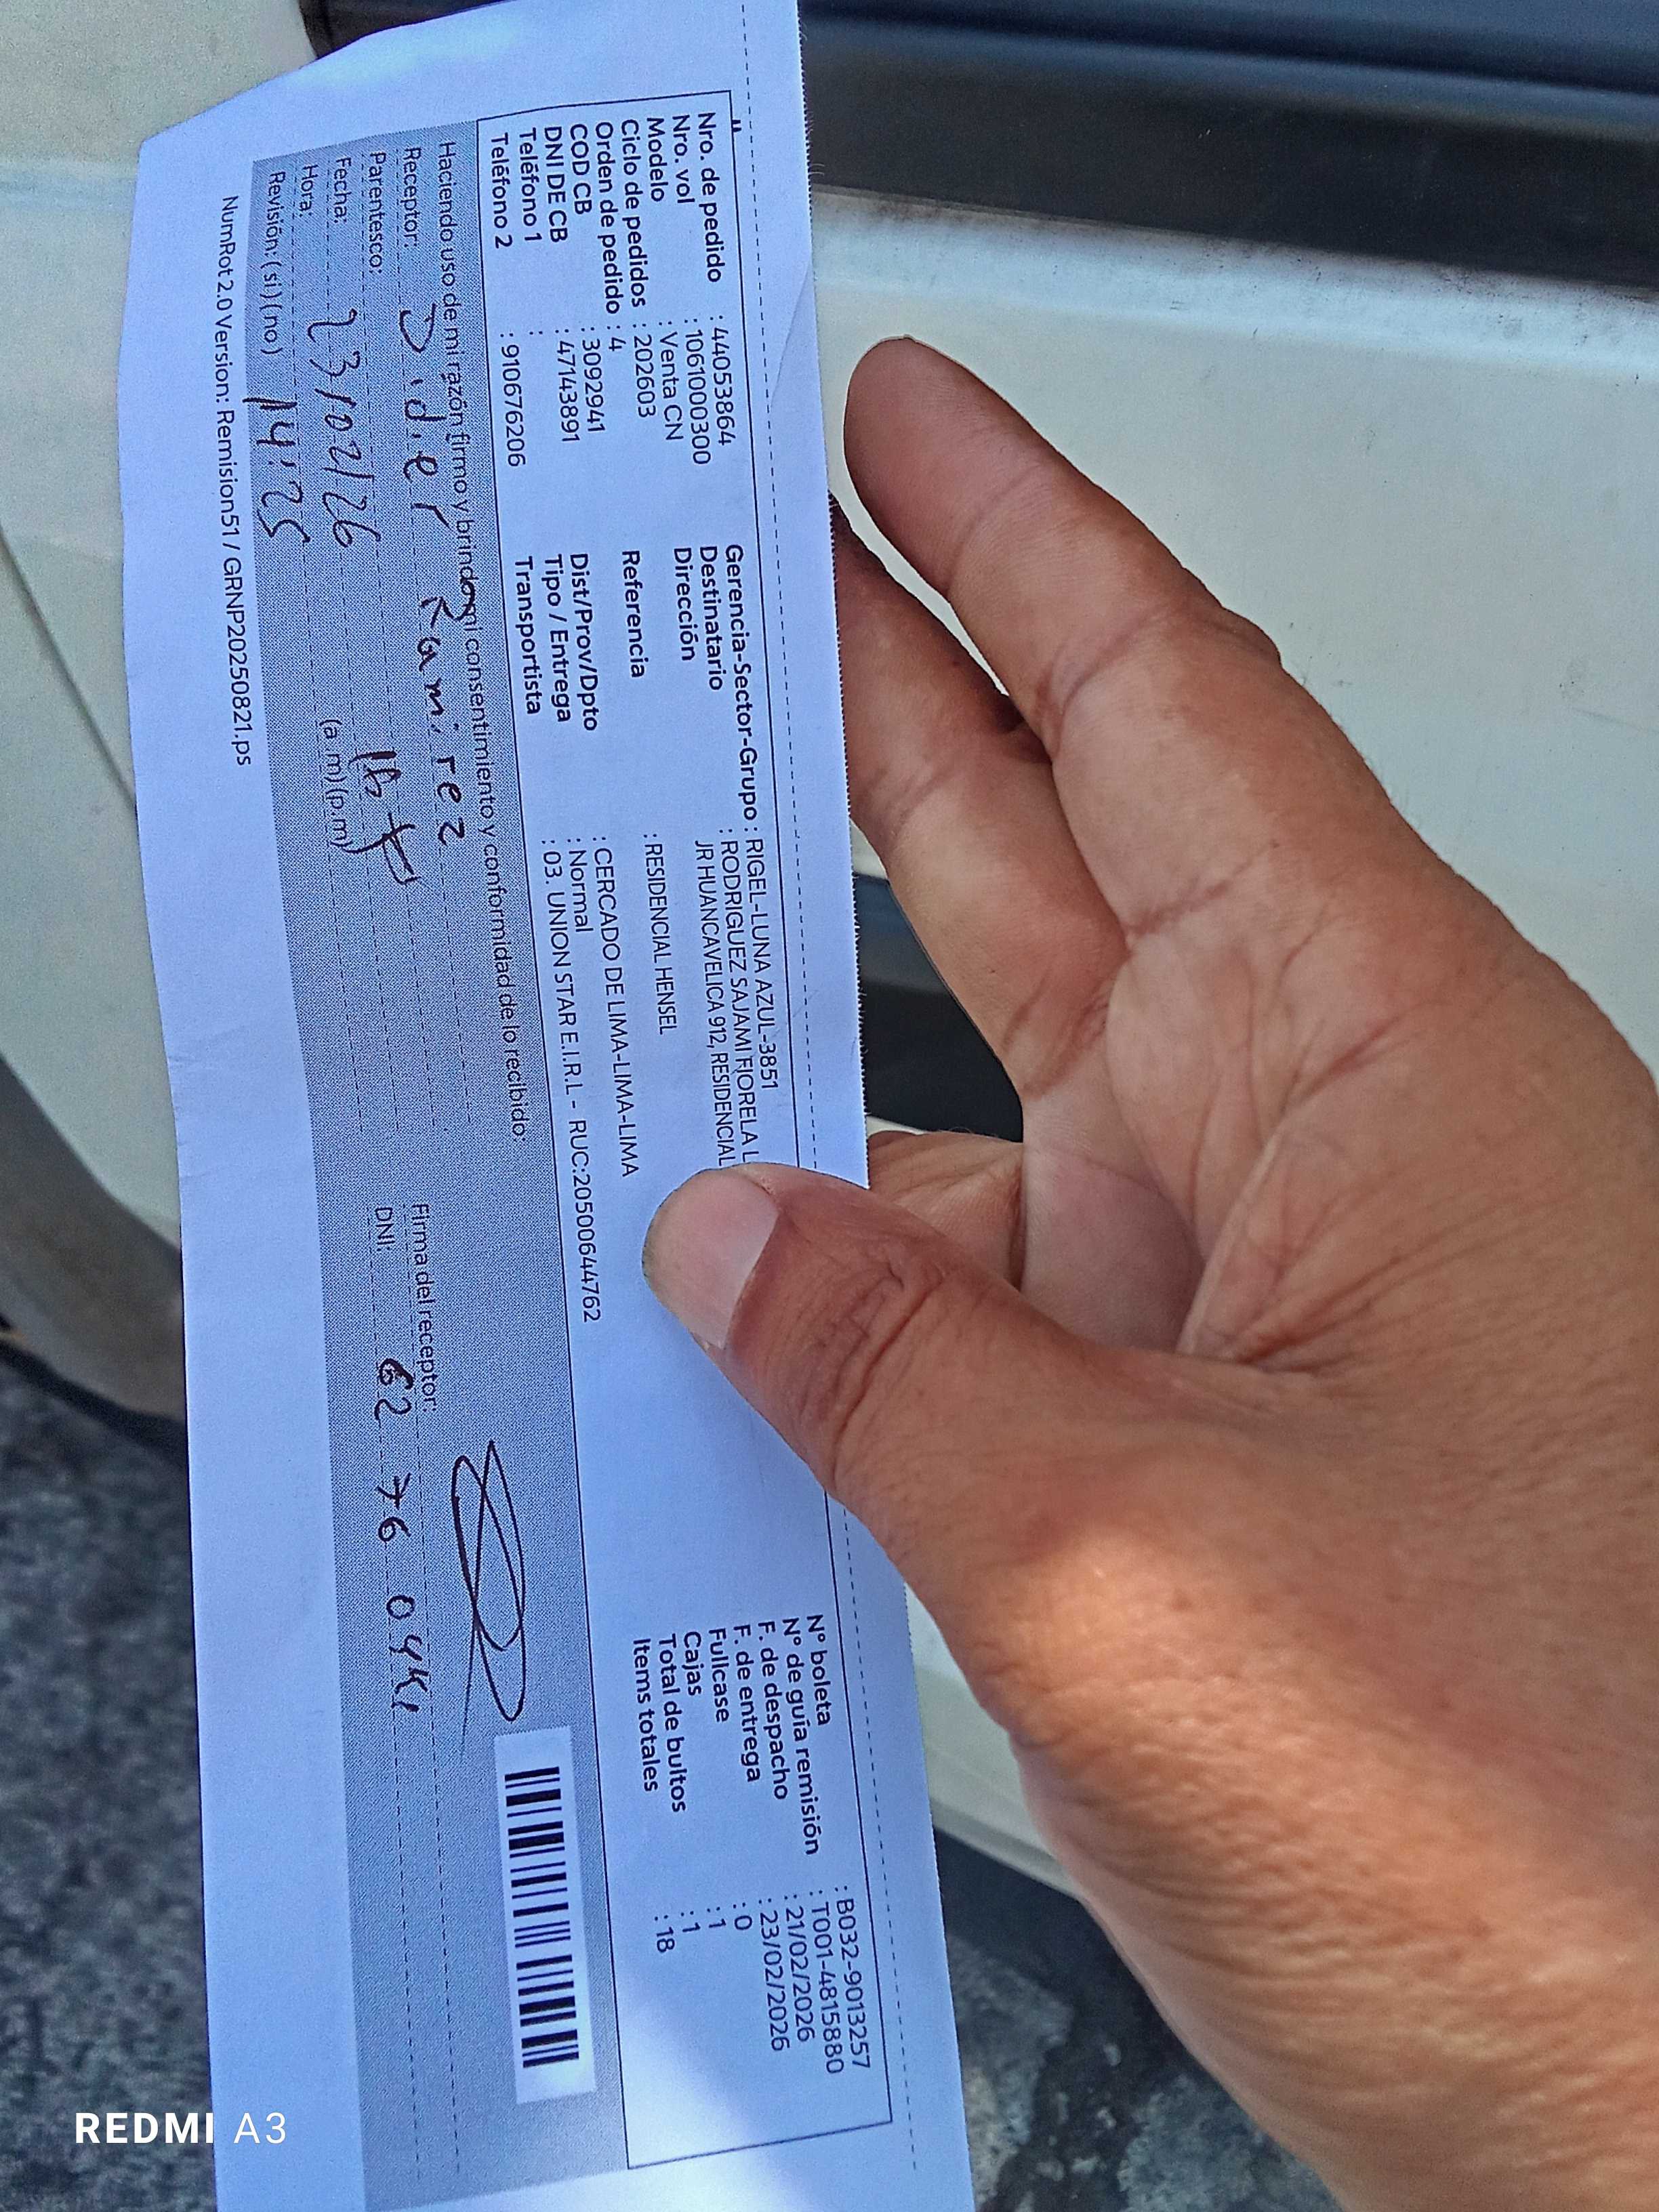 Nro. de pedido : 44053864
Nro. vol : 1061000300
Modelo : Venta CN
Ciclo de pedidos : 202603
Orden de pedido : 4
COD CB : 3092941
DNI DE CB : 47143891
Teléfono 1 :
Teléfono 2 : 910676206
Gerencia-Sector-Grupo : RIGEL-LUNA AZUL-3851
Destinatario : RODRIGUEZ SAJAMI FIORELA L
Dirección JR HUANCAVELICA 912, RESIDENCIAL
Referencia : RESIDENCIAL HENSEL
Dist/Prov/Dpto : CERCADO DE LIMA-LIMA-LIMA
Tipo / Entrega : Normal
Transportista : 03. UNION STAR E.I.R.L - RUC:20500644762
N° boleta : B032-9013257
N° de guía remisión : T001-4815880
F. de despacho : 21/02/2026
F. de entrega : 23/02/2026
Fullcase : 0
Cajas : 1
Total de bultos : 1
Items totales : 18
Haciendo uso de mi razón firmo y brindo mi consentimiento y conformidad de lo recibido:
Receptor: Didier Ramirez
Parentesco:
Fecha: 23/02/26
Hora: 14:25 (a.m) (p.m)
Revisión: ( si ) ( no )
Firma del receptor:
DNI: 62 76
NumRot 2.0 Version: Remision51 / GRNP20250821.ps
REDMI A3